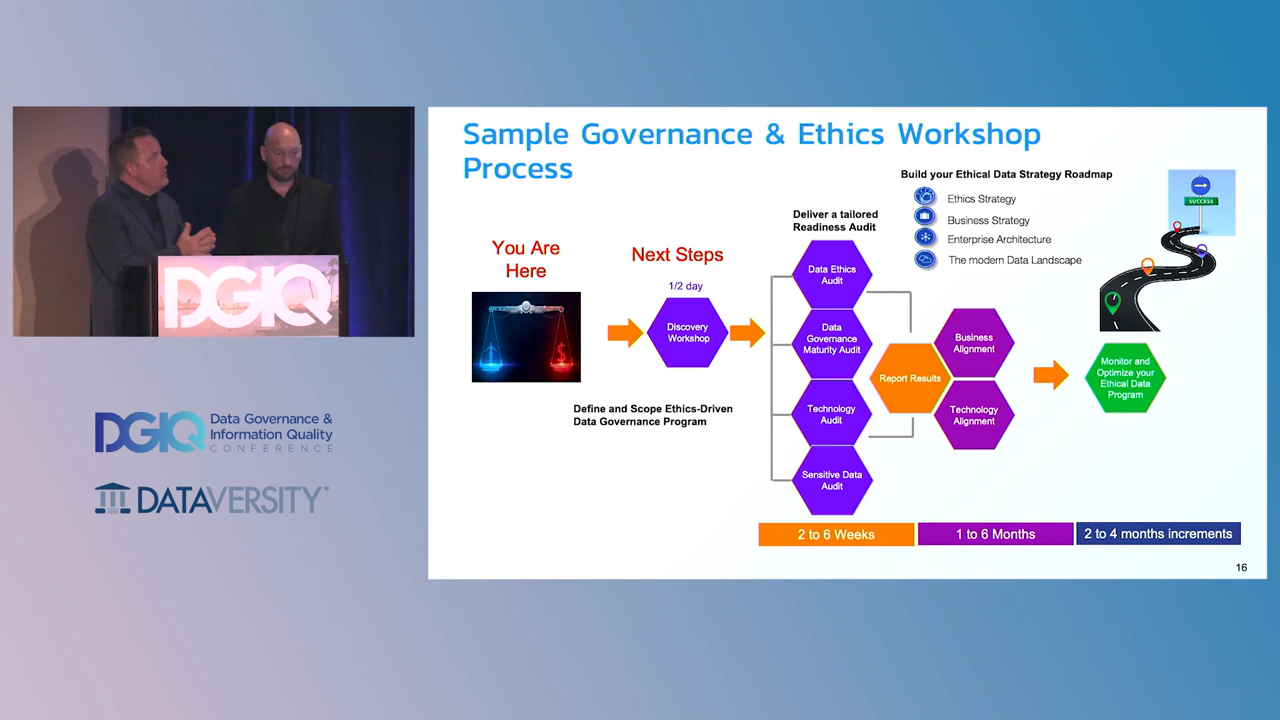 DGIQ
DGIQ
Data Governance &
Information Quality
CONFERENCE
DATAVERSITY
Sample Governance & Ethics Workshop
Process
Build your Ethical Data Strategy Roadmap
Ethics Strategy
Business Strategy
Enterprise Architecture
The modern Data Landscape
SUCCESS
You Are
Here
Next Steps
1/2 day
Discovery
Workshop
Define and Scope Ethics-Driven
Data Governance Program
Deliver a tailored
Readiness Audit
Data Ethics
Audit
Data
Governance
Maturity Audit
Technology
Audit
Sensitive Data
Audit
Report Results
Business
Alignment
Technology
Alignment
Monitor and
Optimize your
Ethical Data
Program
2 to 6 Weeks
1 to 6 Months
2 to 4 months increments
16